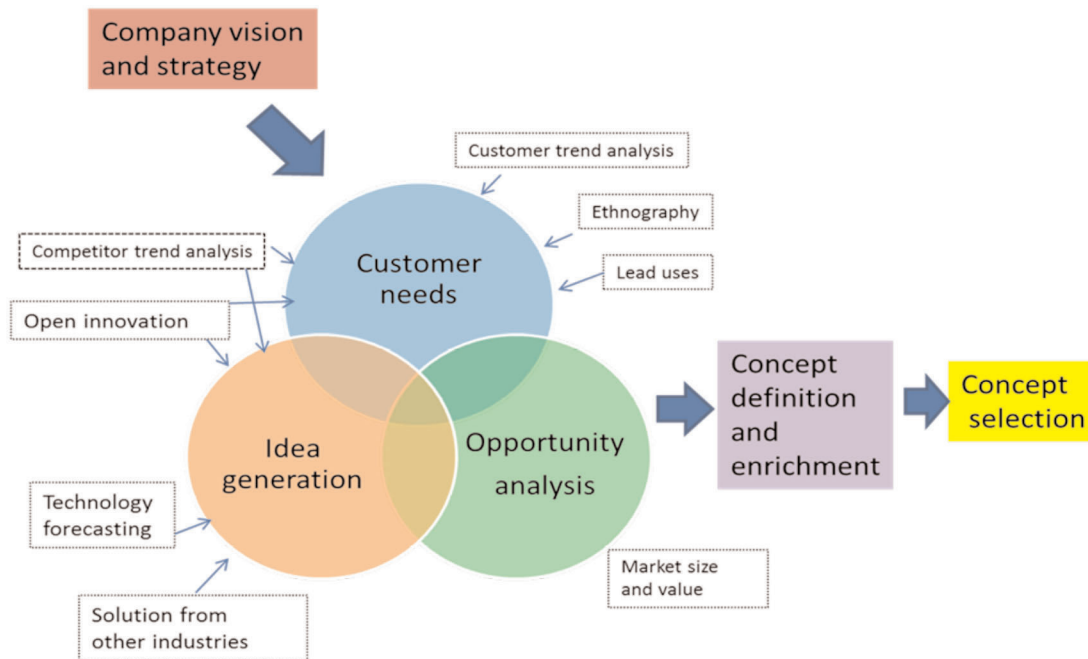 Company vision
and strategy
Customer trend analysis
Ethnography
Competitor trend analysis
Customer
needs
Lead uses
Open innovation
Concept
definition
and
enrichment
Concept
selection
Idea
generation
Opportunity
analysis
Technology
forecasting
Market size
and value
Solution from
other industries